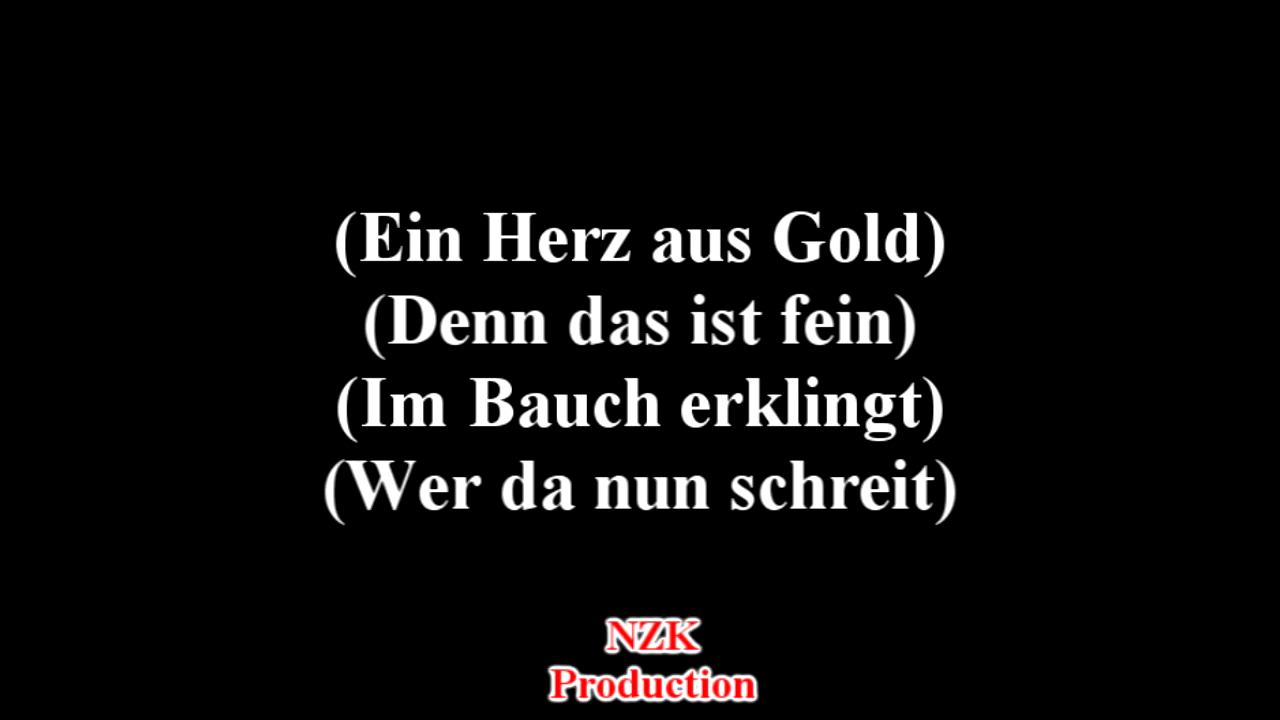 (Ein Herz aus Gold)
(Denn das ist fein)
(Im Bauch erklingt)
(Wer da nun schreit)
NZK
Production